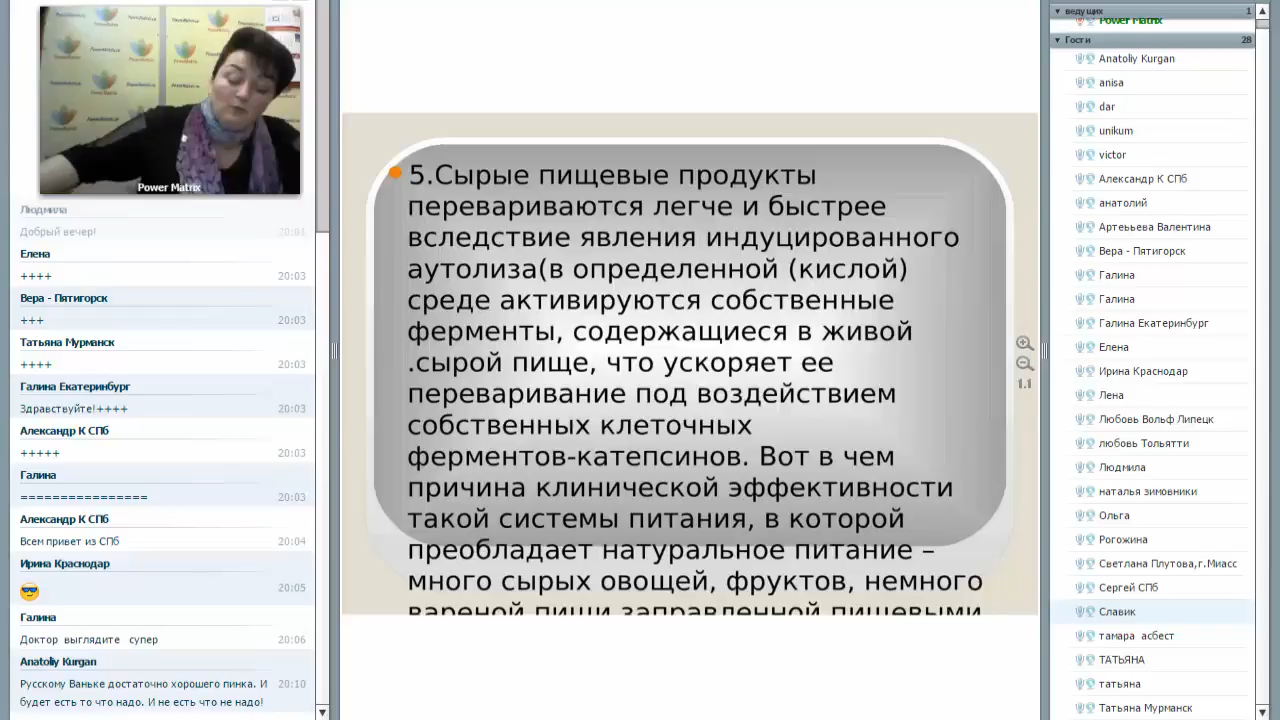 Power Matrix
Людмила
Добрый вечер! 20:01
Елена
++++ 20:03
Вера - Пятигорск
+++ 20:03
Татьяна Мурманск
++++ 20:03
Галина Екатеринбург
Здравствуйте!++++ 20:03
Александр К СПб
+++++ 20:03
Галина
================ 20:03
Александр К СПб
Всем привет из СПб 20:04
Ирина Краснодар
20:05
Галина
Доктор выглядите супер 20:06
Anatoliy Kurgan
Русскому Ваньке достаточно хорошего пинка. И 20:10
будет есть то что надо. И не есть что не надо!
5.Сырые пищевые продукты
перевариваются легче и быстрее
вследствие явления индуцированного
аутолиза(в определенной (кислой)
среде активируются собственные
ферменты, содержащиеся в живой
.сырой пище, что ускоряет ее
переваривание под воздействием
собственных клеточных
ферментов-катепсинов. Вот в чем
причина клинической эффективности
такой системы питания, в которой
преобладает натуральное питание –
много сырых овощей, фруктов, немного
вареной пищи заправленной пищевыми
1.1
ведущих 1
Power Matrix
Гости 28
Anatoliy Kurgan
anisa
dar
unikum
victor
Александр К СПб
анатолий
Артеьева Валентина
Вера - Пятигорск
Галина
Галина
Галина Екатеринбург
Елена
Ирина Краснодар
Лена
Любовь Вольф Липецк
любовь Тольятти
Людмила
наталья зимовники
Ольга
Рогожина
Светлана Плутова,г.Миасс
Сергей СПб
Славик
тамара асбест
ТАТЬЯНА
татьяна
Татьяна Мурманск